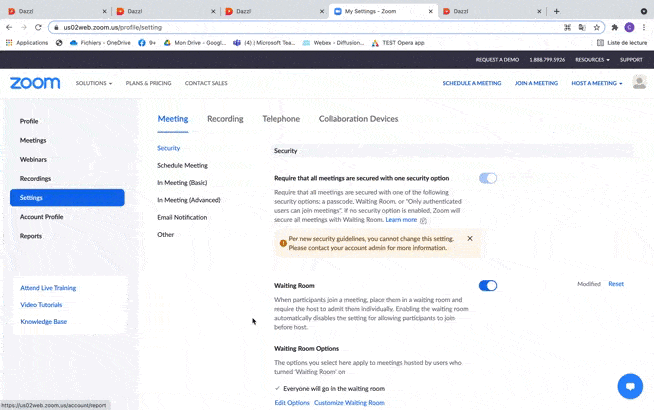 Dazzl
Dazzl
Dazzl
My Settings - Zoom
Dazzl
us02web.zoom.us/profile/setting
Applications
Fichiers - OneDrive
9+
Mon Drive - Googl...
(4) | Microsoft Tea...
Webex - Diffusion...
TEST Opera app
Liste de lecture
REQUEST A DEMO 1.888.799.5926 RESOURCES SUPPORT
zoom SOLUTIONS PLANS & PRICING CONTACT SALES SCHEDULE A MEETING JOIN A MEETING HOST A MEETING
Profile
Meetings
Webinars
Recordings
Settings
Account Profile
Reports
Attend Live Training
Video Tutorials
Knowledge Base
Meeting Recording Telephone Collaboration Devices
Security
Schedule Meeting
In Meeting (Basic)
In Meeting (Advanced)
Email Notification
Other
Security
Require that all meetings are secured with one security option
Require that all meetings are secured with one of the following
security options: a passcode, Waiting Room, or "Only authenticated
users can join meetings". If no security option is enabled, Zoom will
secure all meetings with Waiting Room. Learn more
Per new security guidelines, you cannot change this setting.
Please contact your account admin for more information.
Waiting Room
Modified Reset
When participants join a meeting, place them in a waiting room and
require the host to admit them individually. Enabling the waiting room
automatically disables the setting for allowing participants to join
before host.
Waiting Room Options
The options you select here apply to meetings hosted by users who
turned 'Waiting Room' on
Everyone will go in the waiting room
Edit Options Customize Waiting Room
https://us02web.zoom.us/account/report